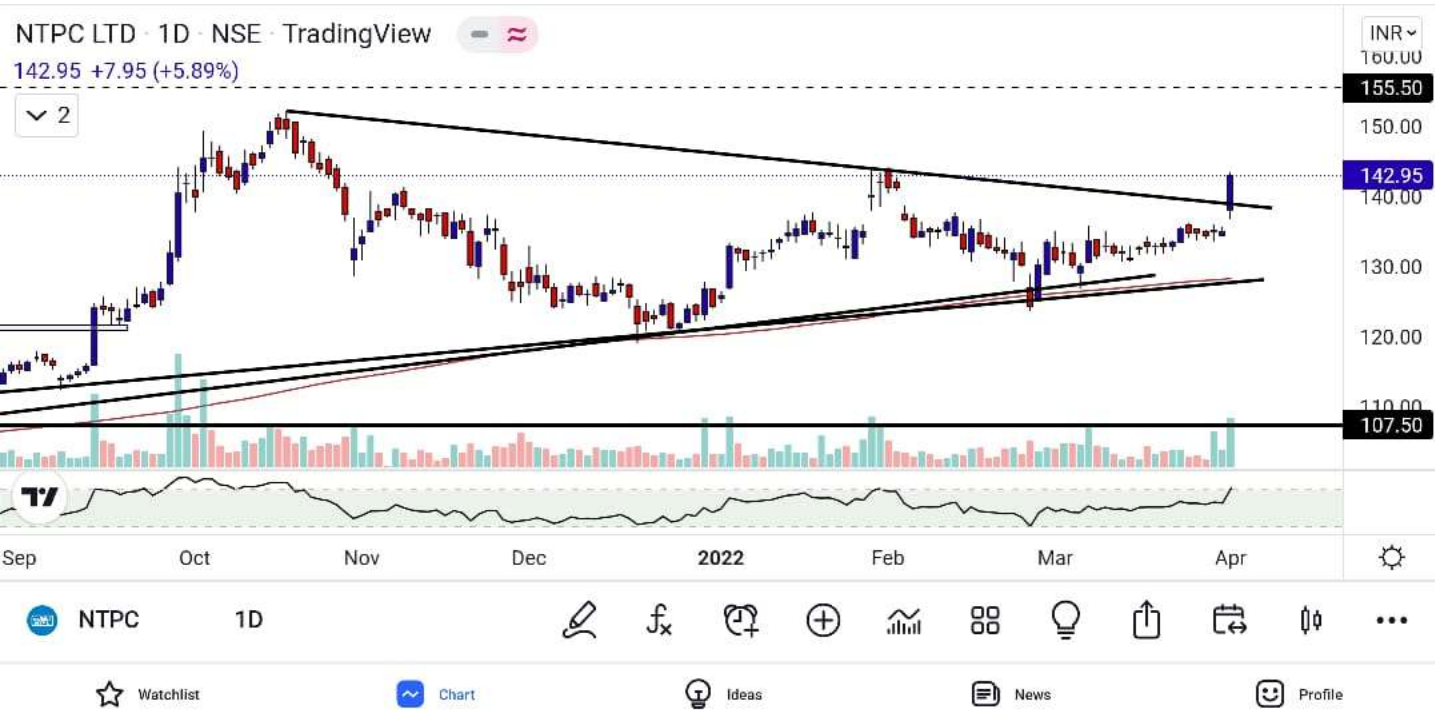 NTPC LTD · 1D · NSE · TradingView
INR
142.95 +7.95 (+5.89%)
160.00
155.50
2
150.00
142.95
140.00
130.00
120.00
110.00
107.50
Sep Oct Nov Dec 2022 Feb Mar Apr
NTPC 1D
Watchlist Chart Ideas News Profile